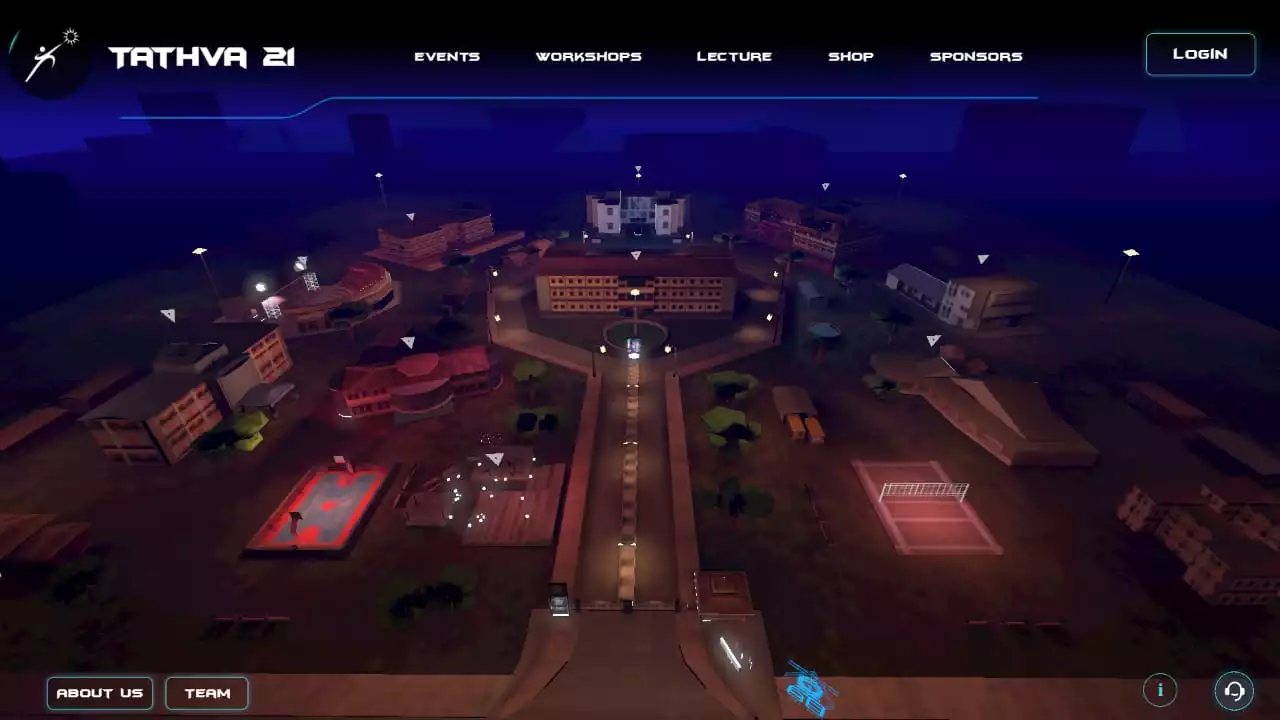 TATHVA 21
EVENTS
WORKSHOPS
LECTURE
SHOP
SPONSORS
LOGIN
ABOUT US
TEAM
i